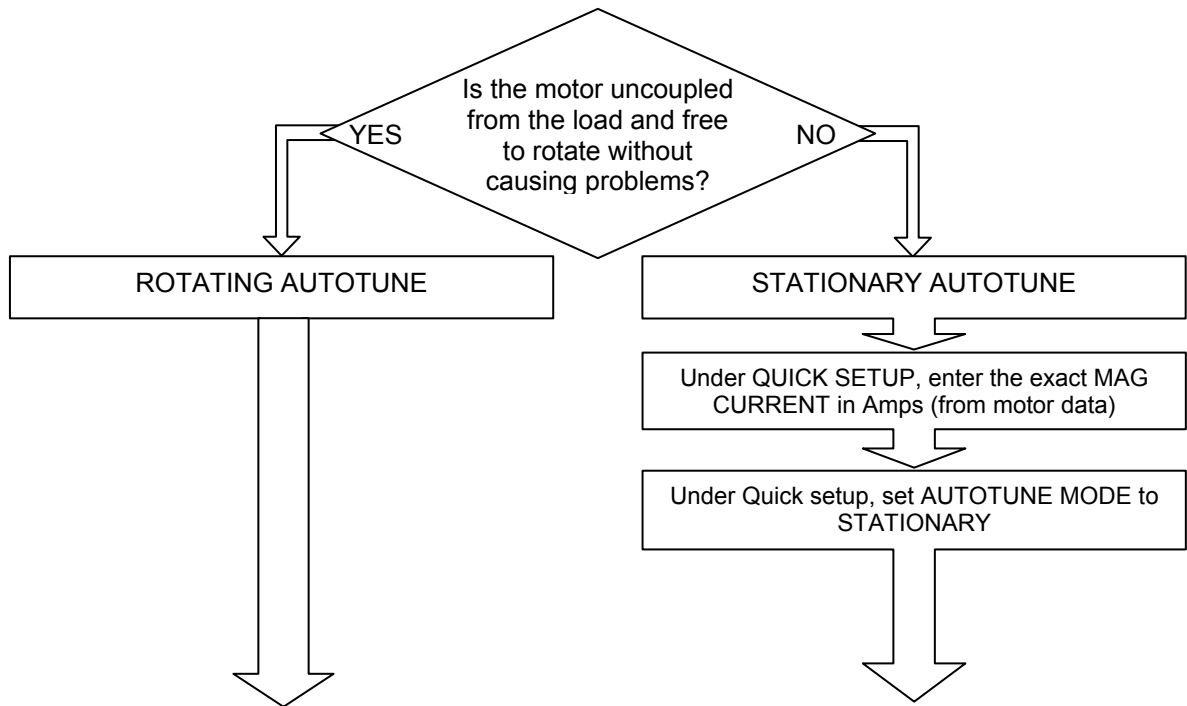 Is the motor uncoupled
from the load and free
to rotate without
causing problems?
YES
NO
ROTATING AUTOTUNE
STATIONARY AUTOTUNE
Under QUICK SETUP, enter the exact MAG
CURRENT in Amps (from motor data)
Under Quick setup, set AUTOTUNE MODE to
STATIONARY